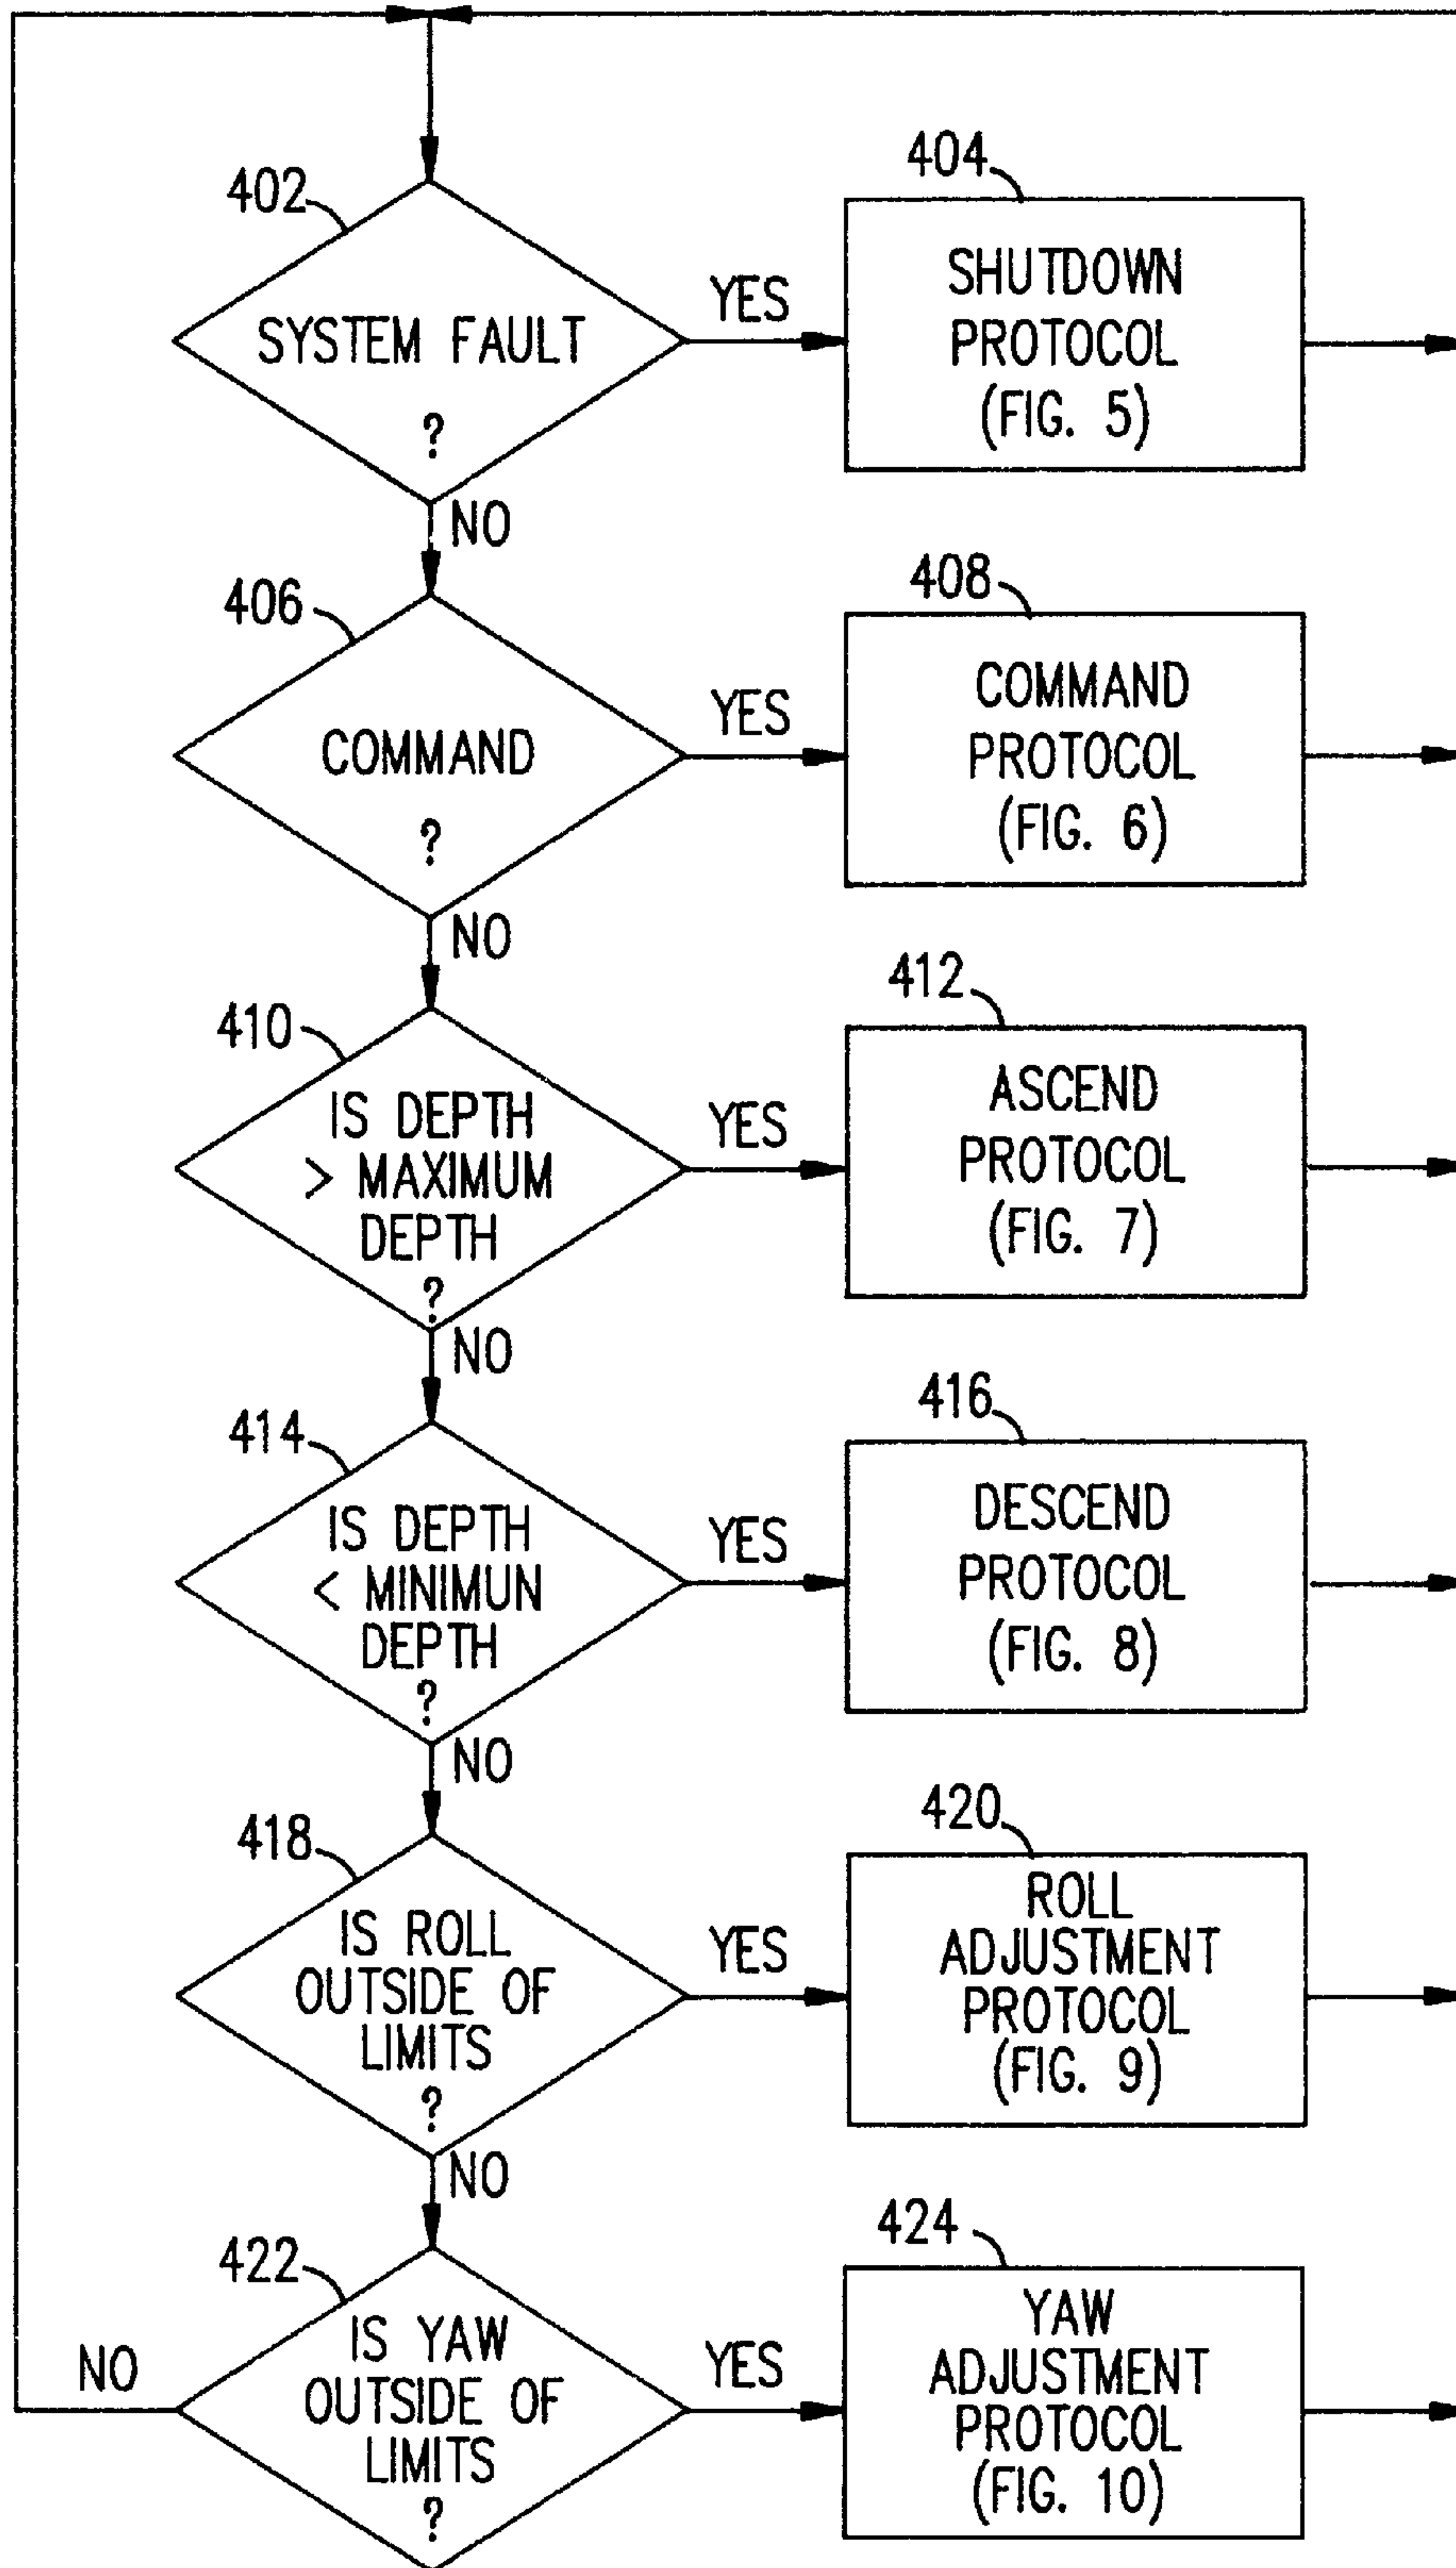 402
SYSTEM FAULT
?
YES
404
SHUTDOWN
PROTOCOL
(FIG. 5)
NO
406
COMMAND
?
YES
408
COMMAND
PROTOCOL
(FIG. 6)
NO
410
IS DEPTH
> MAXIMUM
DEPTH
?
YES
412
ASCEND
PROTOCOL
(FIG. 7)
NO
414
IS DEPTH
< MINIMUN
DEPTH
?
YES
416
DESCEND
PROTOCOL
(FIG. 8)
NO
418
IS ROLL
OUTSIDE OF
LIMITS
?
YES
420
ROLL
ADJUSTMENT
PROTOCOL
(FIG. 9)
NO
422
IS YAW
OUTSIDE OF
LIMITS
?
NO
YES
424
YAW
ADJUSTMENT
PROTOCOL
(FIG. 10)